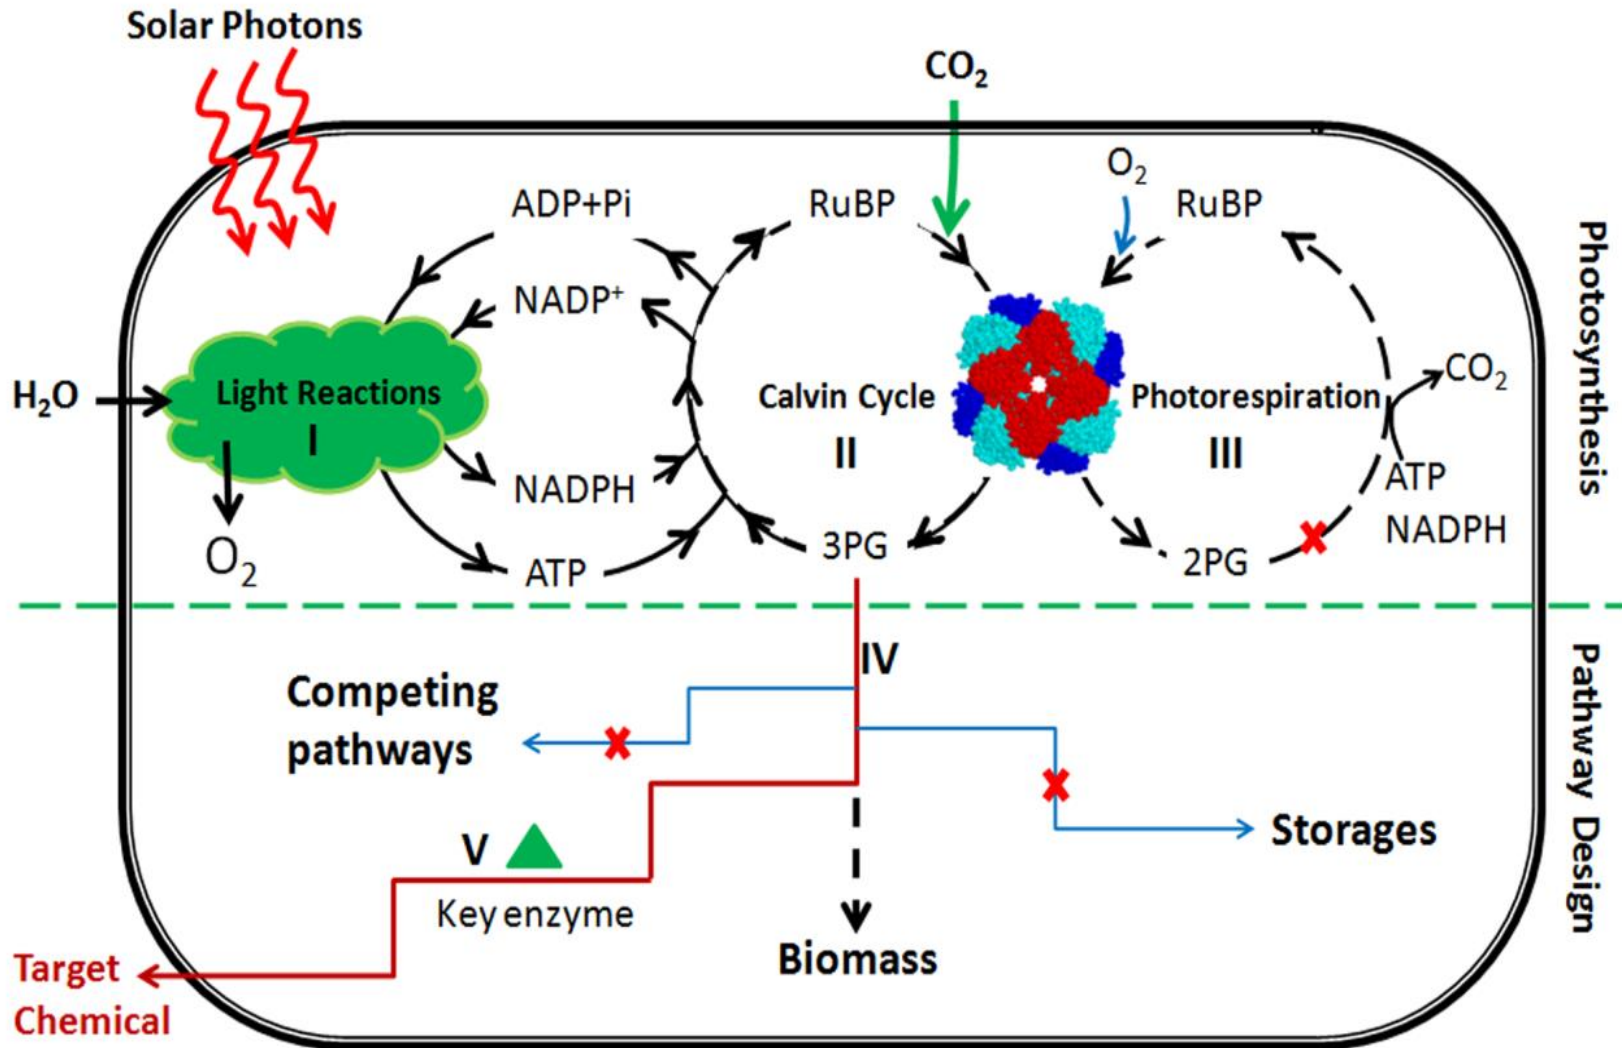 Solar Photons
CO₂
O₂
ADP+Pi
RuBP
RuBP
NADP⁺
Light Reactions
I
H₂O
Calvin Cycle
II
Photorespiration
III
CO₂
NADPH
ATP
NADPH
O₂
ATP
3PG
2PG
Photosynthesis
IV
Competing
pathways
Storages
V
Key enzyme
Biomass
Target
Chemical
Pathway Design